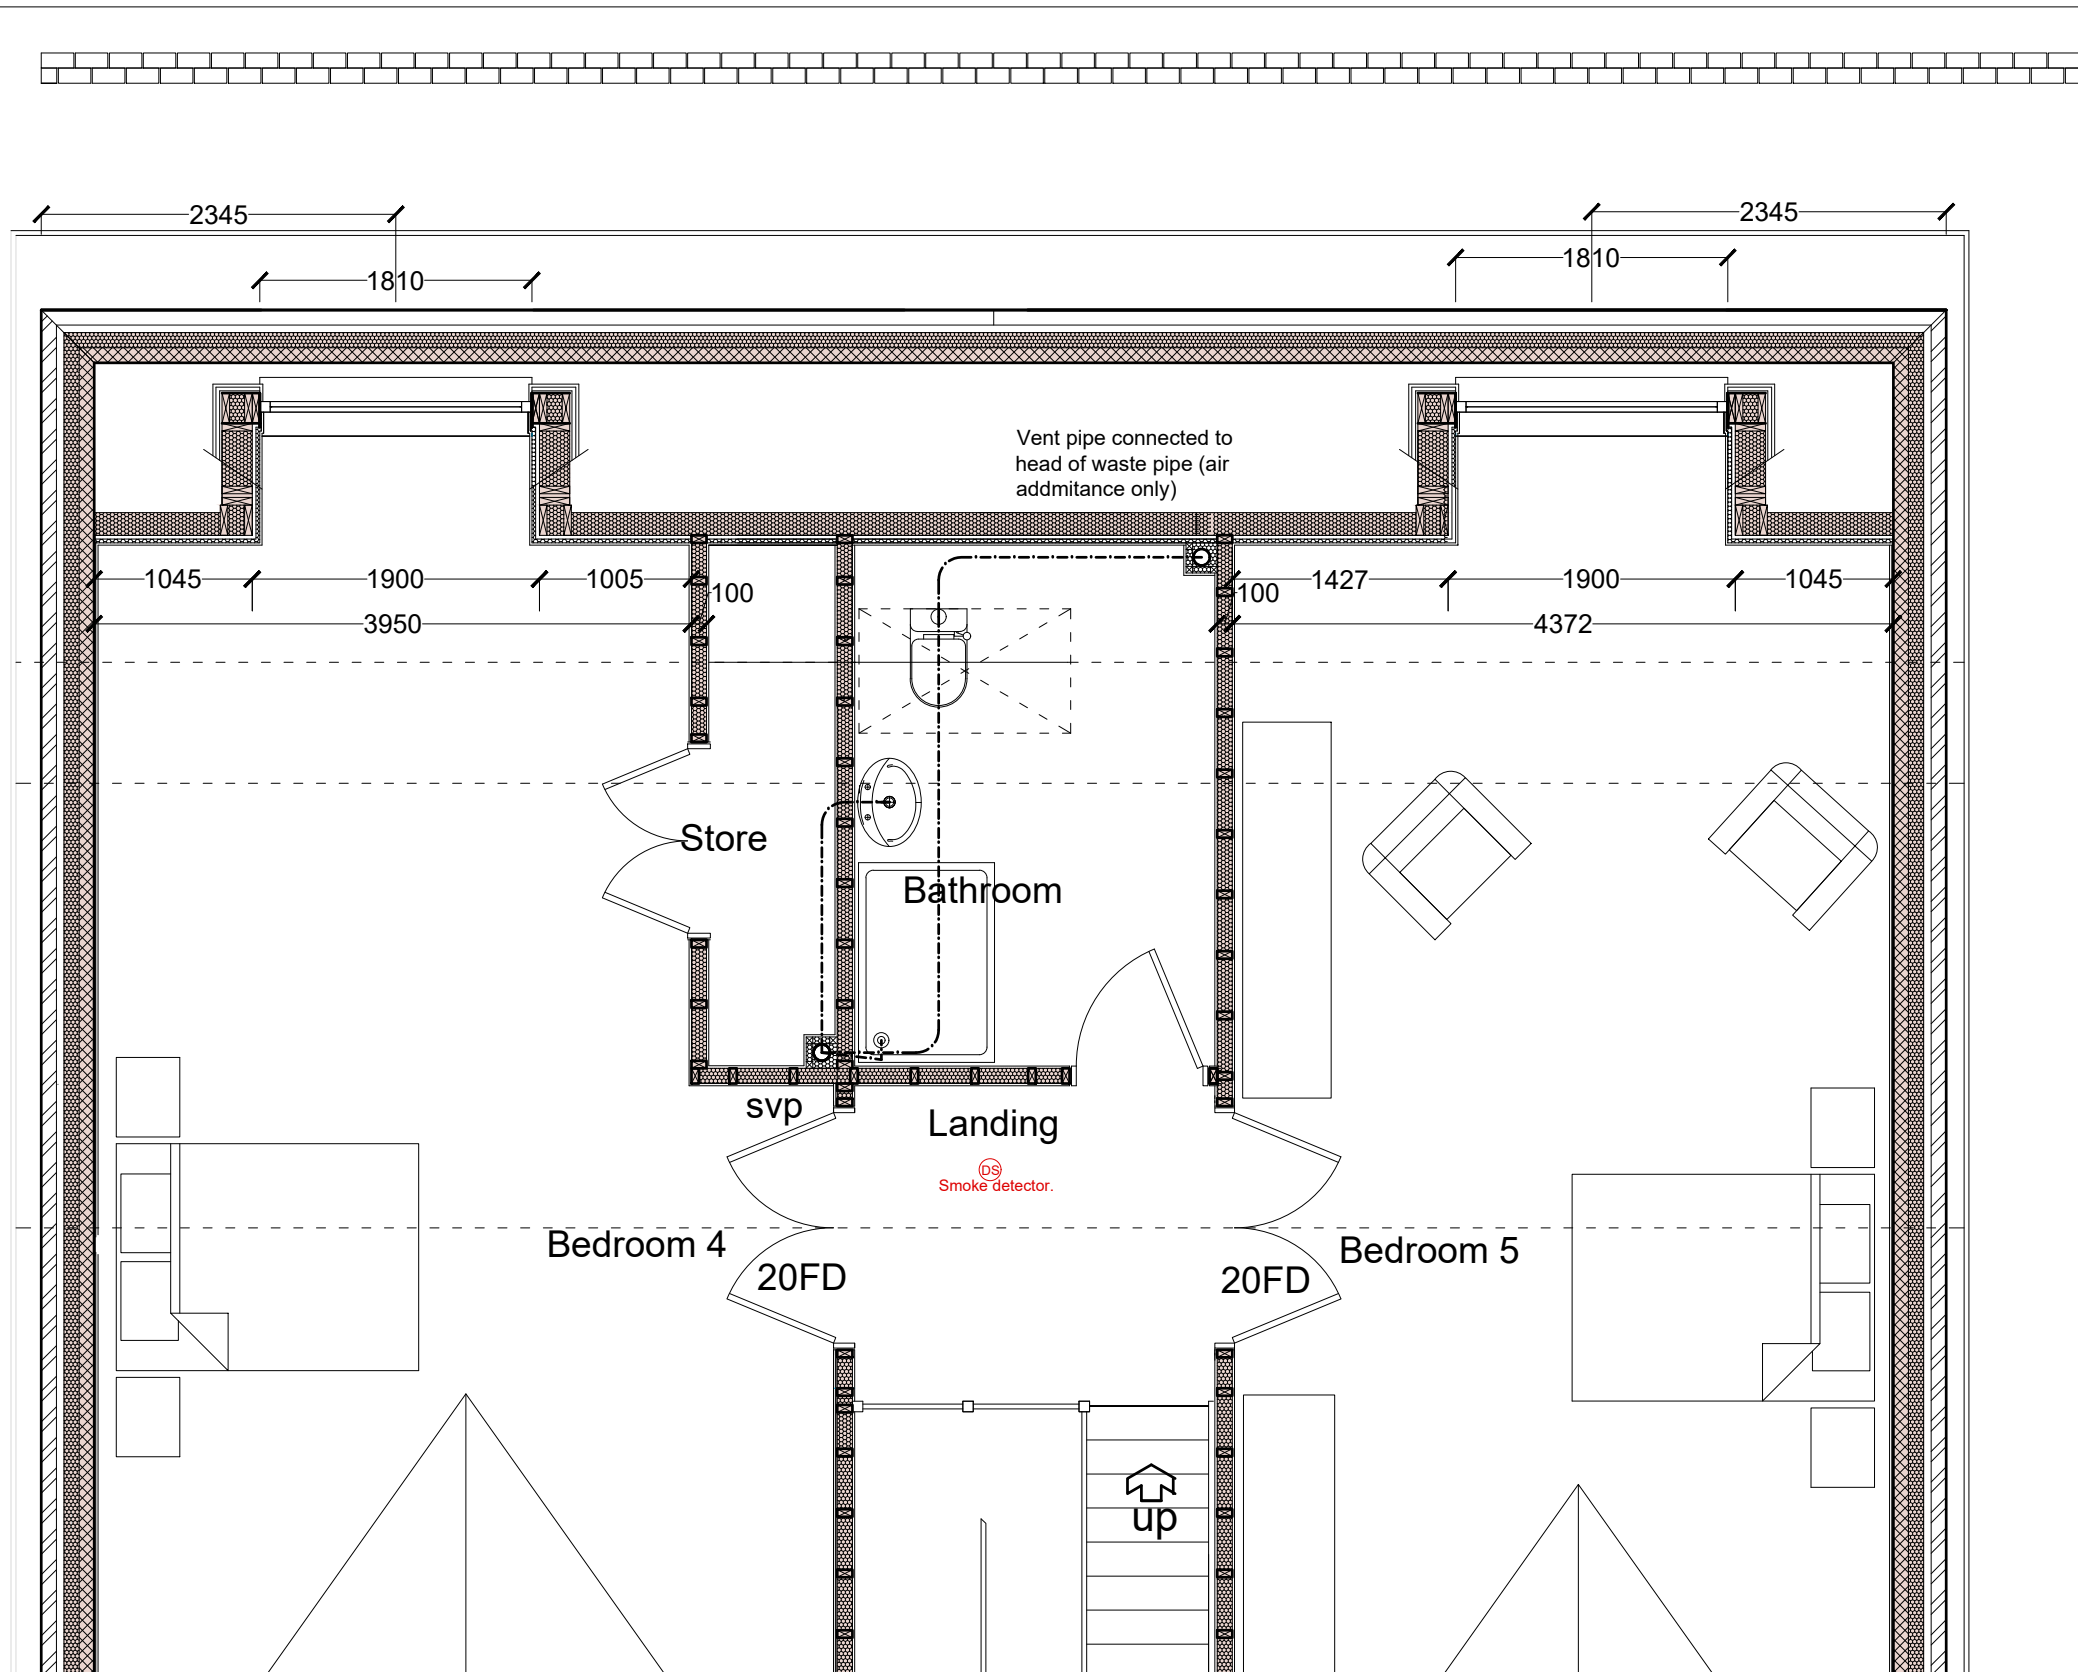 2345
2345
1810
1810
Vent pipe connected to
head of waste pipe (air
addmitance only)
1045
1900
1005
100
100
1427
1900
1045
3950
4372
Store
Bathroom
svp
Landing
DS
Smoke detector.
Bedroom 4
Bedroom 5
20FD
20FD
up